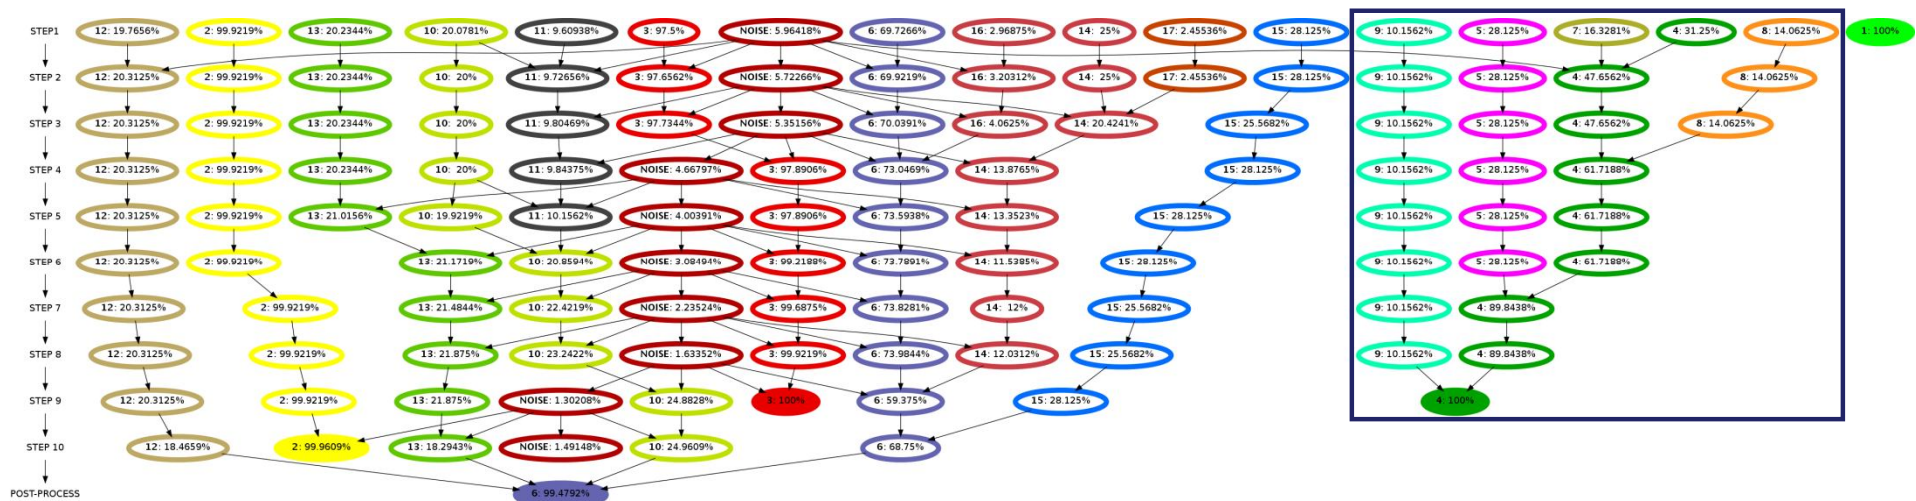 STEP1 12: 19.7656% 2: 99.9219% 13: 20.2344% 10: 20.0781% 11: 9.60938% 3: 97.5% NOISE: 5.96418% 6: 69.7266% 16: 2.96875% 14: 25% 17: 2.45536% 15: 28.125% 9: 10.1562% 5: 28.125% 7: 16.3281% 4: 31.25% 8: 14.0625% 1: 100%
STEP 2 12: 20.3125% 2: 99.9219% 13: 20.2344% 10: 20% 11: 9.72656% 3: 97.6562% NOISE: 5.72266% 6: 69.9219% 16: 3.20312% 14: 25% 17: 2.45536% 15: 28.125% 9: 10.1562% 5: 28.125% 4: 47.6562% 8: 14.0625%
STEP 3 12: 20.3125% 2: 99.9219% 13: 20.2344% 10: 20% 11: 9.80469% 3: 97.7344% NOISE: 5.35156% 6: 70.0391% 16: 4.0625% 14: 20.4241% 15: 25.5682% 9: 10.1562% 5: 28.125% 4: 47.6562% 8: 14.0625%
STEP 4 12: 20.3125% 2: 99.9219% 13: 20.2344% 10: 20% 11: 9.84375% NOISE: 4.66797% 3: 97.8906% 6: 73.0469% 14: 13.8765% 15: 28.125% 9: 10.1562% 5: 28.125% 4: 61.7188%
STEP 5 12: 20.3125% 2: 99.9219% 13: 21.0156% 10: 19.9219% 11: 10.1562% NOISE: 4.00391% 3: 97.8906% 6: 73.5938% 14: 13.3523% 15: 28.125% 9: 10.1562% 5: 28.125% 4: 61.7188%
STEP 6 12: 20.3125% 2: 99.9219% 13: 21.1719% 10: 20.8594% NOISE: 3.08494% 3: 99.2188% 6: 73.7891% 14: 11.5385% 15: 28.125% 9: 10.1562% 5: 28.125% 4: 61.7188%
STEP 7 12: 20.3125% 2: 99.9219% 13: 21.4844% 10: 22.4219% NOISE: 2.23524% 3: 99.6875% 6: 73.8281% 14: 12% 15: 25.5682% 9: 10.1562% 4: 89.8438%
STEP 8 12: 20.3125% 2: 99.9219% 13: 21.875% 10: 23.2422% NOISE: 1.63352% 3: 99.9219% 6: 73.9844% 14: 12.0312% 15: 25.5682% 9: 10.1562% 4: 89.8438%
STEP 9 12: 20.3125% 2: 99.9219% 13: 21.875% NOISE: 1.30208% 10: 24.8828% 3: 100% 6: 59.375% 15: 28.125% 4: 100%
STEP 10 12: 18.4659% 2: 99.9609% 13: 18.2943% NOISE: 1.49148% 10: 24.9609% 6: 68.75%
POST-PROCESS 6: 99.4792%